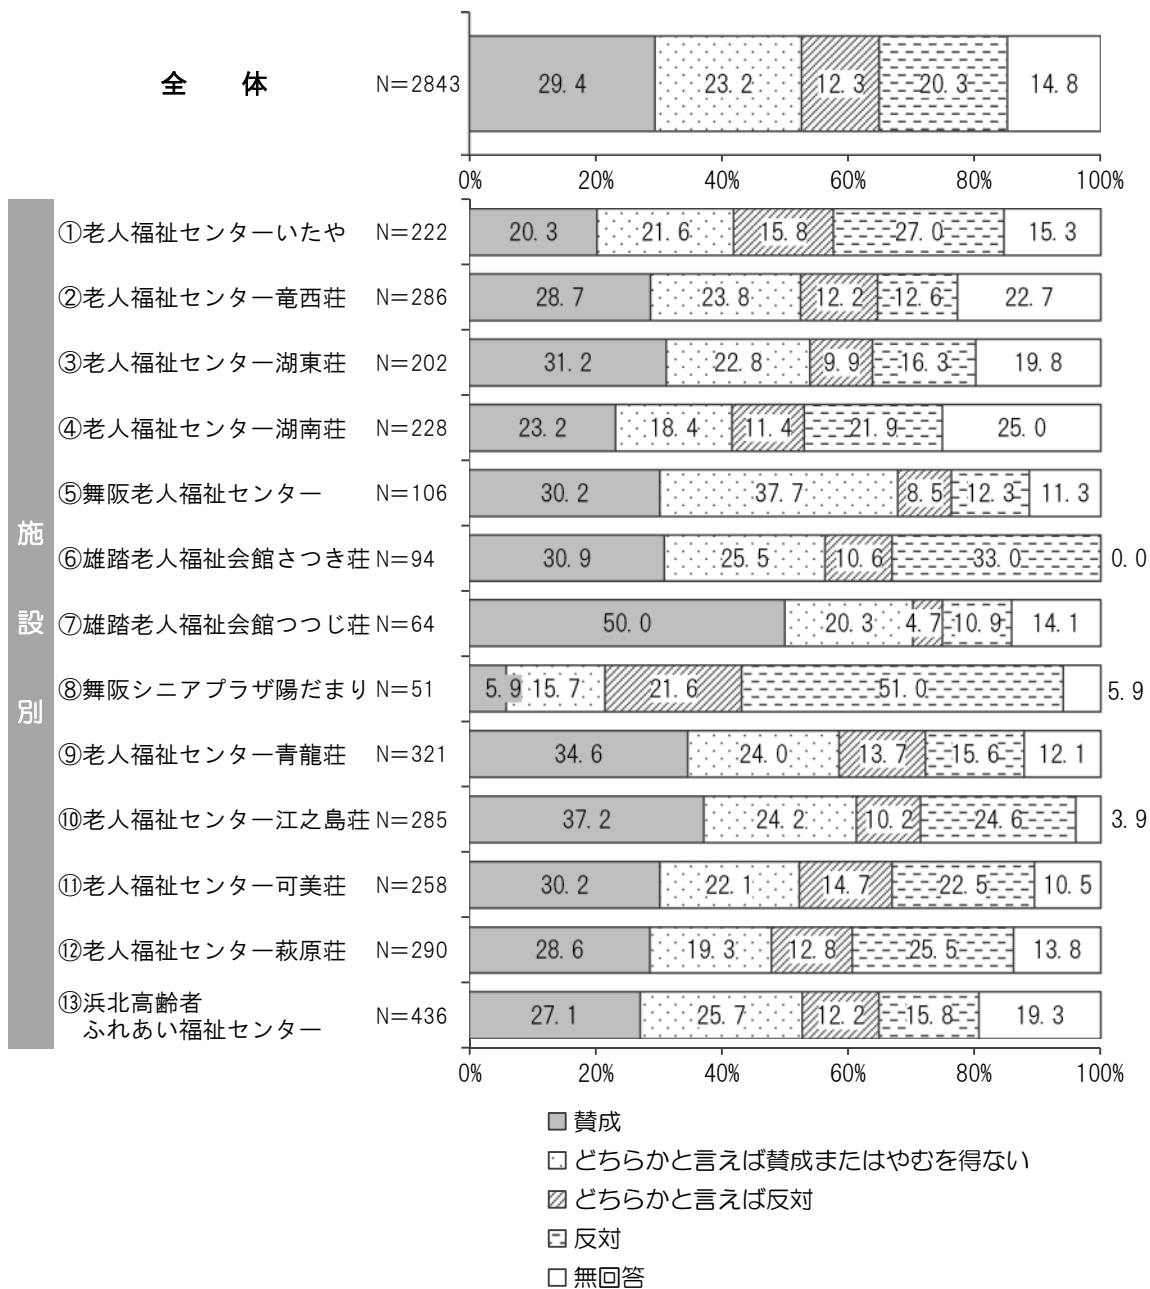 全 体 N=2843 29.4 23.2 12.3 20.3 14.8
0% 20% 40% 60% 80% 100%
施設別
①老人福祉センターいたや N=222 20.3 21.6 15.8 27.0 15.3
②老人福祉センター竜西荘 N=286 28.7 23.8 12.2 12.6 22.7
③老人福祉センター湖東荘 N=202 31.2 22.8 9.9 16.3 19.8
④老人福祉センター湖南荘 N=228 23.2 18.4 11.4 21.9 25.0
⑤舞阪老人福祉センター N=106 30.2 37.7 8.5 12.3 11.3
⑥雄踏老人福祉会館さつき荘 N=94 30.9 25.5 10.6 33.0 0.0
⑦雄踏老人福祉会館つつじ荘 N=64 50.0 20.3 4.7 10.9 14.1
⑧舞阪シニアプラザ陽だまり N=51 5.9 15.7 21.6 51.0 5.9
⑨老人福祉センター青龍荘 N=321 34.6 24.0 13.7 15.6 12.1
⑩老人福祉センター江之島荘 N=285 37.2 24.2 10.2 24.6 3.9
⑪老人福祉センター可美荘 N=258 30.2 22.1 14.7 22.5 10.5
⑫老人福祉センター萩原荘 N=290 28.6 19.3 12.8 25.5 13.8
⑬浜北高齢者
ふれあい福祉センター N=436 27.1 25.7 12.2 15.8 19.3
0% 20% 40% 60% 80% 100%
賛成
どちらかと言えば賛成またはやむを得ない
どちらかと言えば反対
反対
無回答